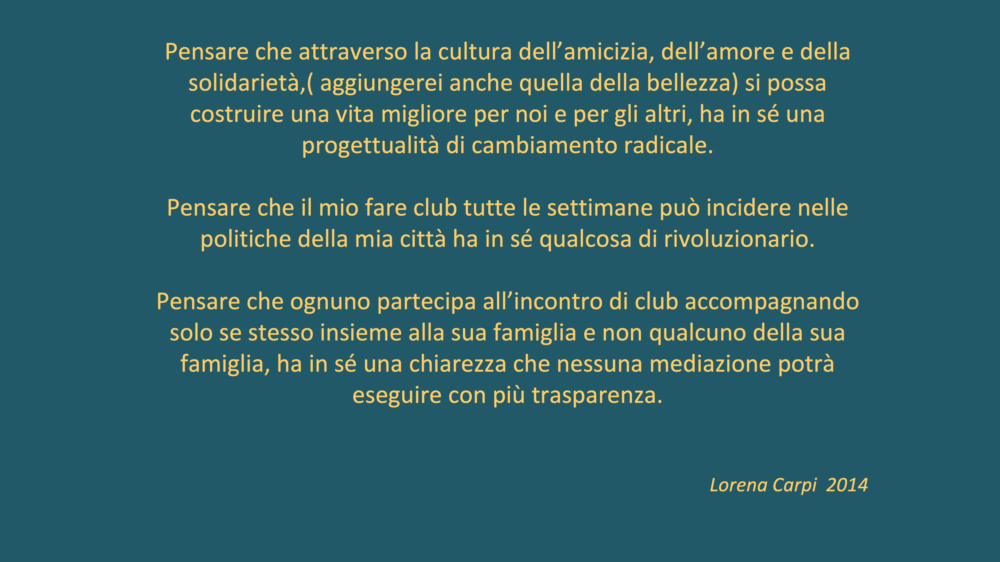 Pensare che attraverso la cultura dell’amicizia, dell’amore e della
solidarietà,( aggiungerei anche quella della bellezza) si possa
costruire una vita migliore per noi e per gli altri, ha in sé una
progettualità di cambiamento radicale.
Pensare che il mio fare club tutte le settimane può incidere nelle
politiche della mia città ha in sé qualcosa di rivoluzionario.
Pensare che ognuno partecipa all’incontro di club accompagnando
solo se stesso insieme alla sua famiglia e non qualcuno della sua
famiglia, ha in sé una chiarezza che nessuna mediazione potrà
eseguire con più trasparenza.
Lorena Carpi  2014